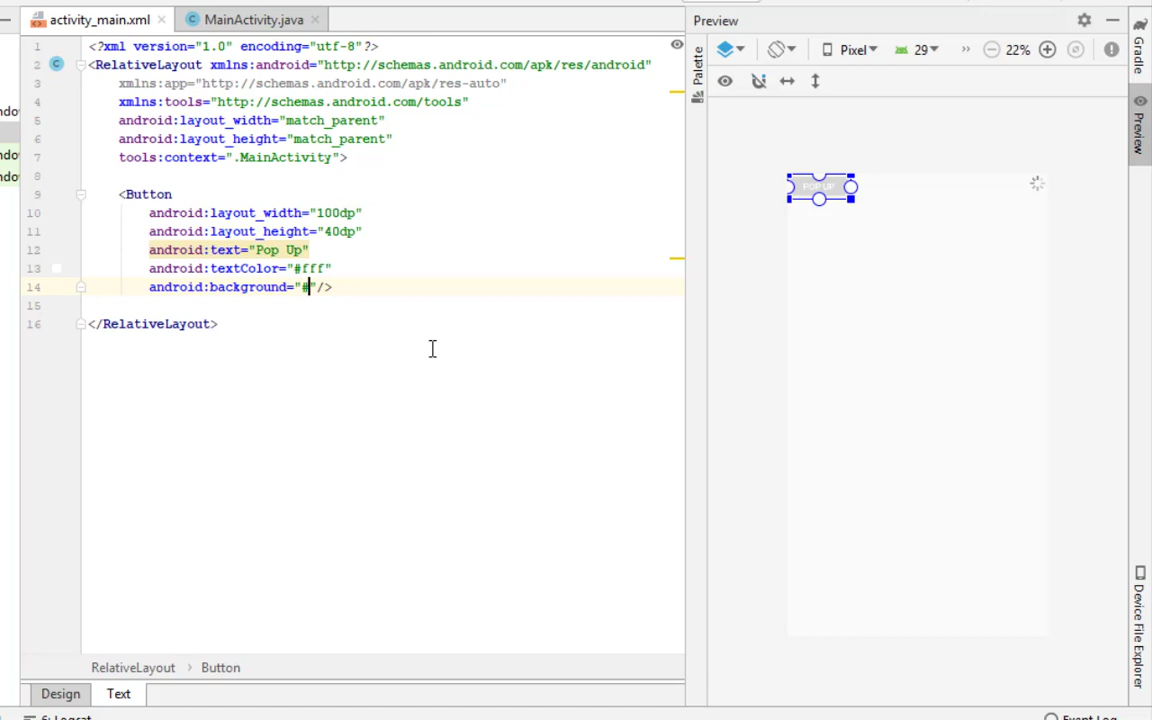 activity_main.xml
MainActivity.java
Preview
1 <?xml version="1.0" encoding="utf-8"?>
2 <RelativeLayout xmlns:android="http://schemas.android.com/apk/res/android"
3 xmlns:app="http://schemas.android.com/apk/res-auto"
4 xmlns:tools="http://schemas.android.com/tools"
5 android:layout_width="match_parent"
6 android:layout_height="match_parent"
7 tools:context=".MainActivity">
8
9 <Button
10 android:layout_width="100dp"
11 android:layout_height="40dp"
12 android:text="Pop Up"
13 android:textColor="#fff"
14 android:background="#"/>
15
16 </RelativeLayout>
RelativeLayout › Button
Design
Text
Palette
Pixel
29
22%
POP UP
Gradle
Preview
Device File Explorer
6: Logcat
Event Log